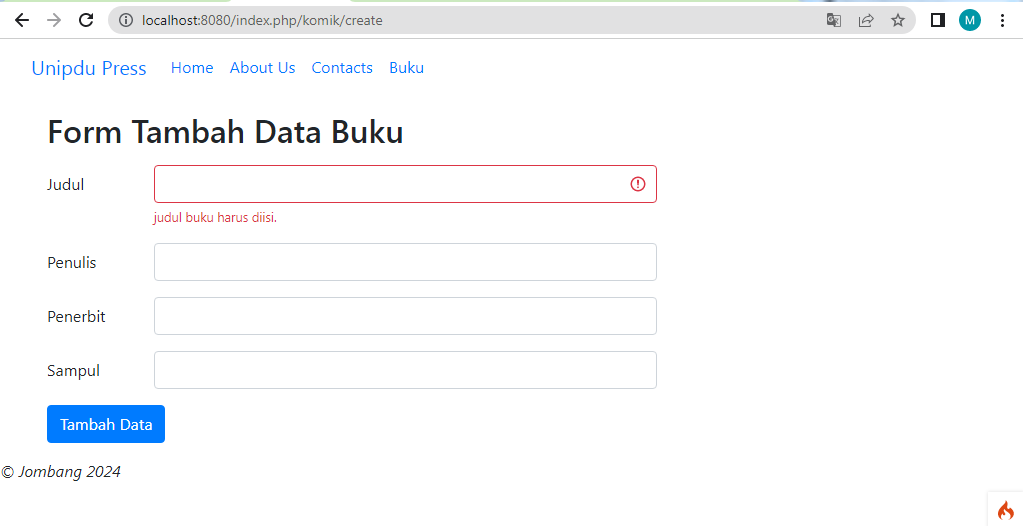 localhost:8080/index.php/komik/create
M
Unipdu Press Home About Us Contacts Buku
Form Tambah Data Buku
Judul
judul buku harus diisi.
Penulis
Penerbit
Sampul
Tambah Data
© Jombang 2024